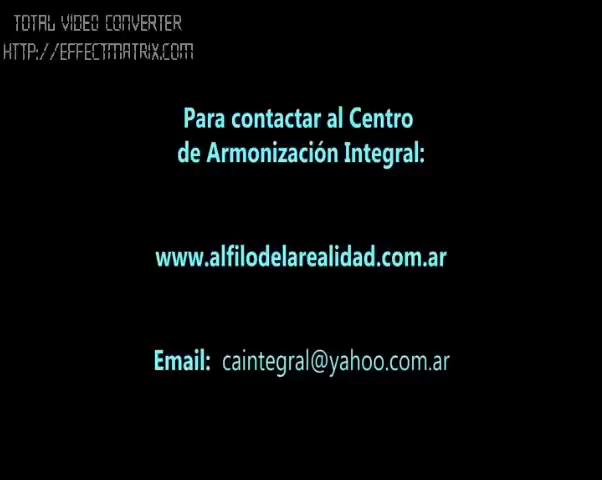 TOTAL VIDEO CONVERTER
HTTP://EFFECTMATRIX.COM
Para contactar al Centro
de Armonización Integral:
www.alfilodelarealidad.com.ar
Email: caintegral@yahoo.com.ar